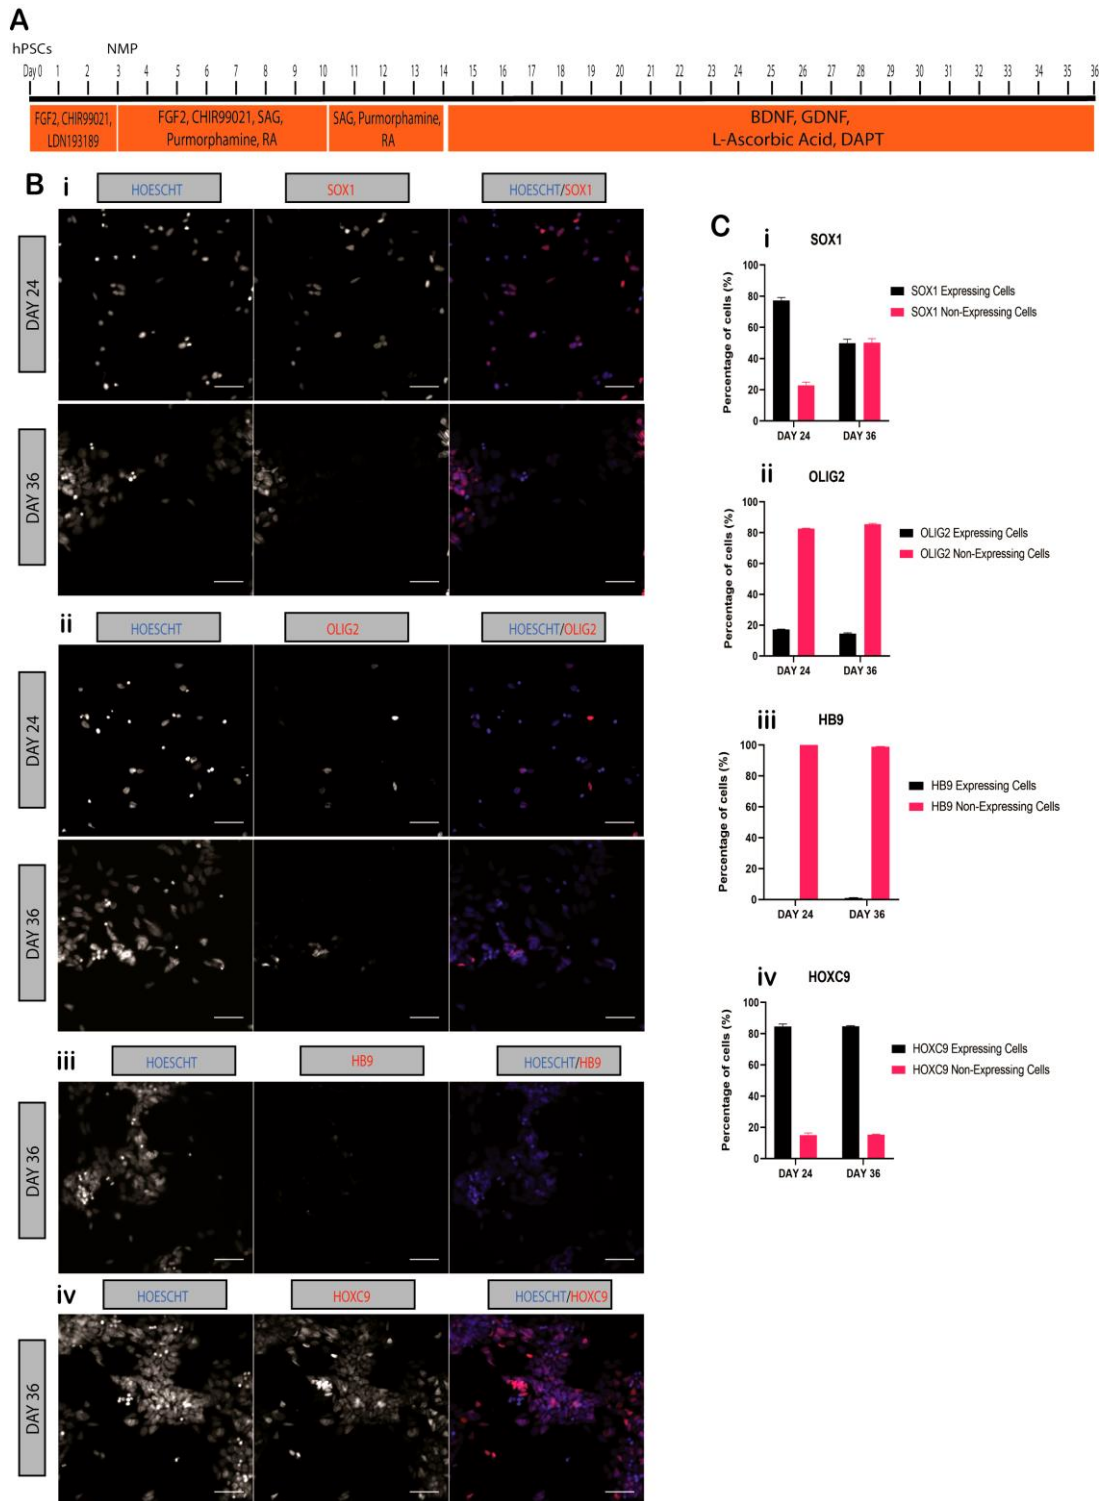 A
hPSCs NMP
Day 0 1 2 3 4 5 6 7 8 9 10 11 12 13 14 15 16 17 18 19 20 21 22 23 23 25 26 27 28 29 30 31 32 33 34 35 36
FGF2, CHIR99021,
LDN193189
FGF2, CHIR99021, SAG,
Purmorphamine, RA
SAG, Purmorphamine,
RA
BDNF, GDNF,
L-Ascorbic Acid, DAPT
B
i
HOESCHT SOX1 HOESCHT/SOX1
DAY 24
DAY 36
ii
HOESCHT OLIG2 HOESCHT/OLIG2
DAY 24
DAY 36
iii
HOESCHT HB9 HOESCHT/HB9
DAY 36
iv
HOESCHT HOXC9 HOESCHT/HOXC9
DAY 36
C
i
SOX1
Percentage of cells (%)
100
80
60
40
20
0
DAY 24 DAY 36
SOX1 Expressing Cells
SOX1 Non-Expressing Cells
ii
OLIG2
Percentage of cells (%)
100
80
60
40
20
0
DAY 24 DAY 36
OLIG2 Expressing Cells
OLIG2 Non-Expressing Cells
iii
HB9
Percentage of cells (%)
100
80
60
40
20
0
DAY 24 DAY 36
HB9 Expressing Cells
HB9 Non-Expressing Cells
iv
HOXC9
Percentage of cells (%)
100
80
60
40
20
0
DAY 24 DAY 36
HOXC9 Expressing Cells
HOXC9 Non-Expressing Cells